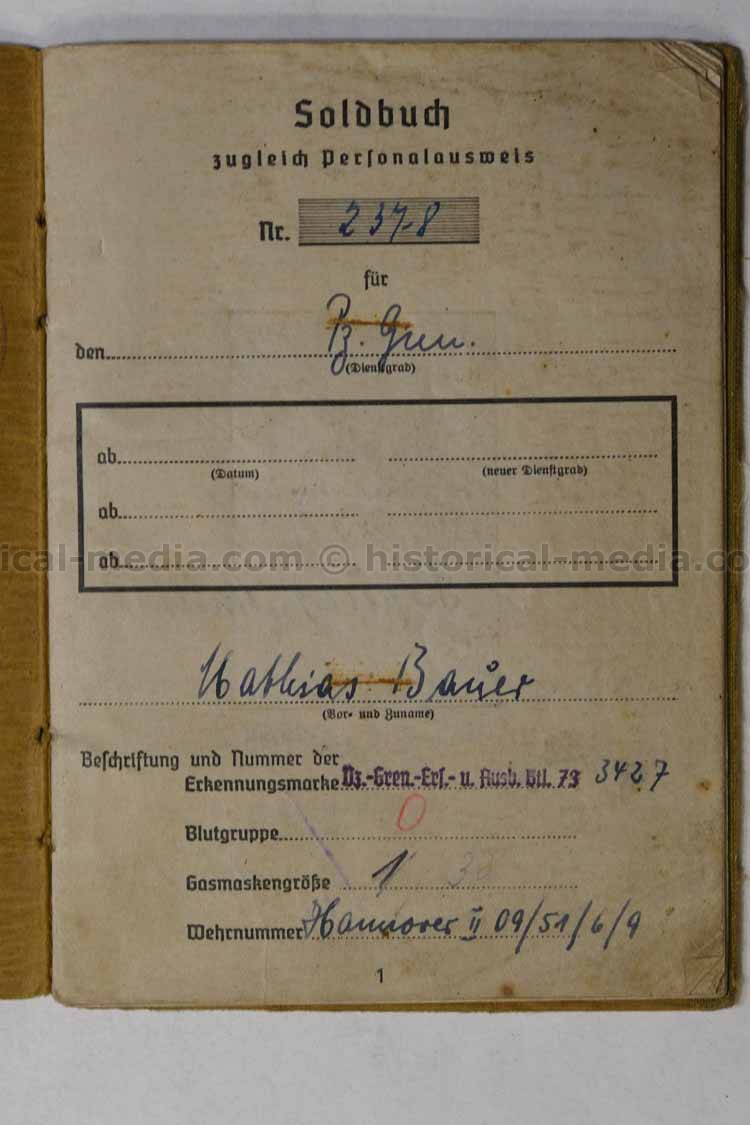 Soldbuch
zugleich Personalausweis
Nr. 2378
für
den Pz. Gren.
(Dienstgrad)
ab
(Datum) (neuer Dienstgrad)
ab
ical-media.com © historical-media.co
ab
Mathias Bauer
(Vor- und Zuname)
Beschriftung und Nummer der
Erkennungsmarke Pz.-Gren.-Ers.- u. Ausb. Btl. 73 3427
Blutgruppe 0
Gasmaskengröße 1
Wehrnummer Hannover II 09/51/6/9
1